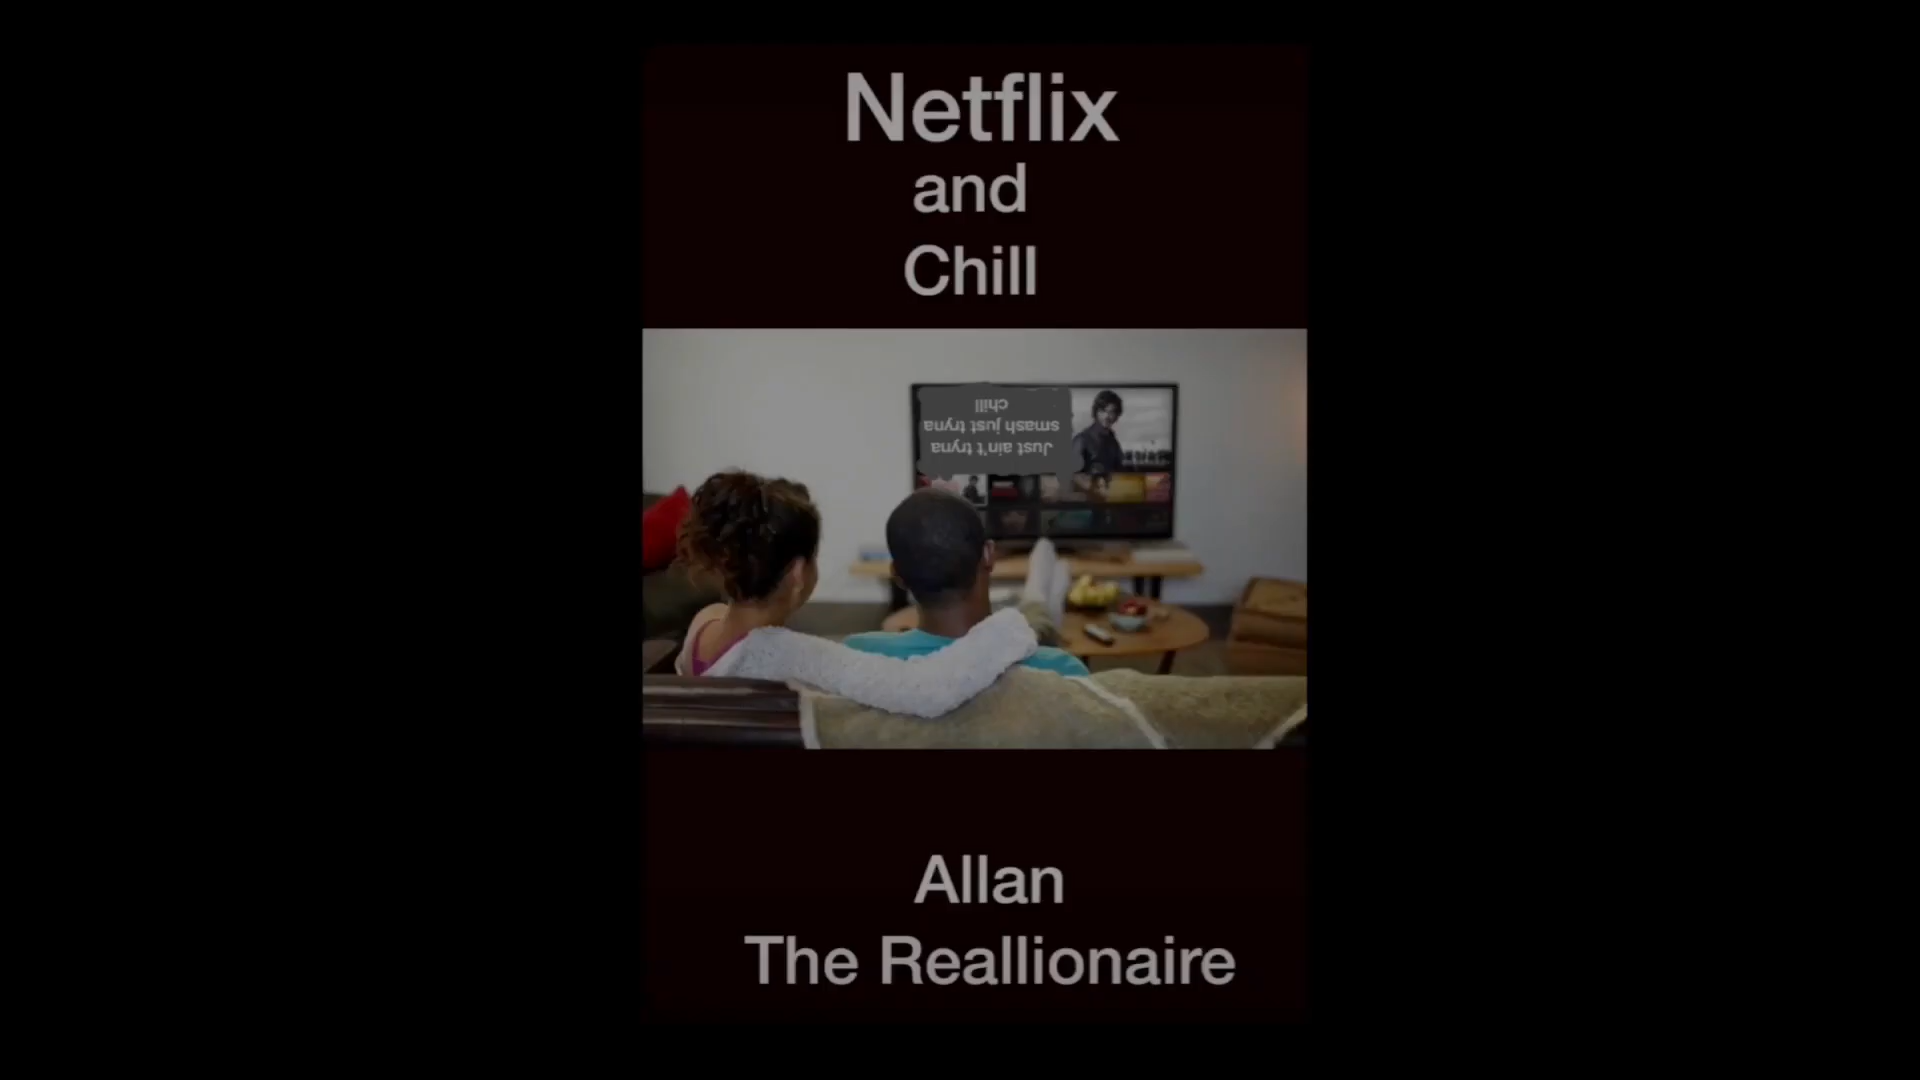 Netflix
and
Chill
Just ain't tryna
smash just tryna
chill
Allan
The Reallionaire